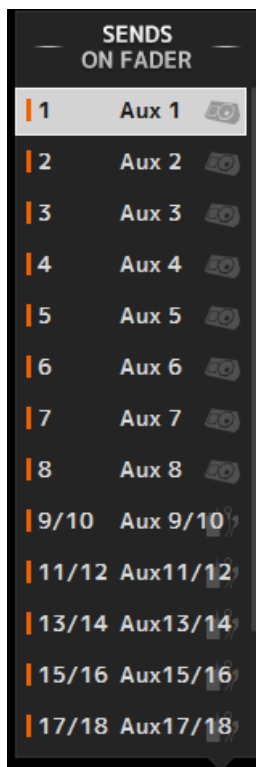 SENDS
ON FADER
1 Aux 1
2 Aux 2
3 Aux 3
4 Aux 4
5 Aux 5
6 Aux 6
7 Aux 7
8 Aux 8
9/10 Aux 9/10
11/12 Aux11/12
13/14 Aux13/14
15/16 Aux15/16
17/18 Aux17/18